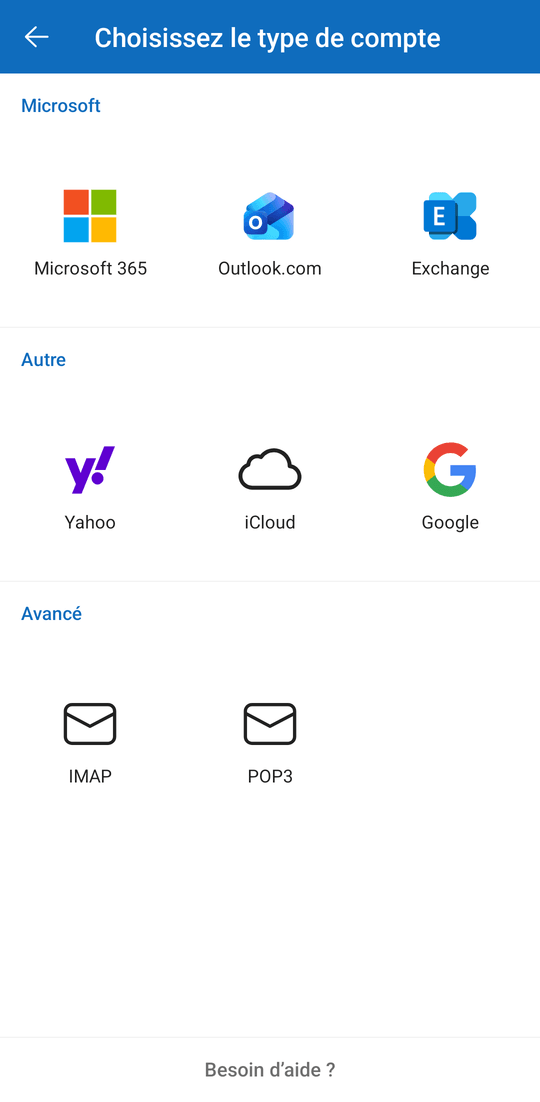 Choisissez le type de compte
Microsoft
Microsoft 365
Outlook.com
Exchange
Autre
Yahoo
iCloud
Google
Avancé
IMAP
POP3
Besoin d’aide ?